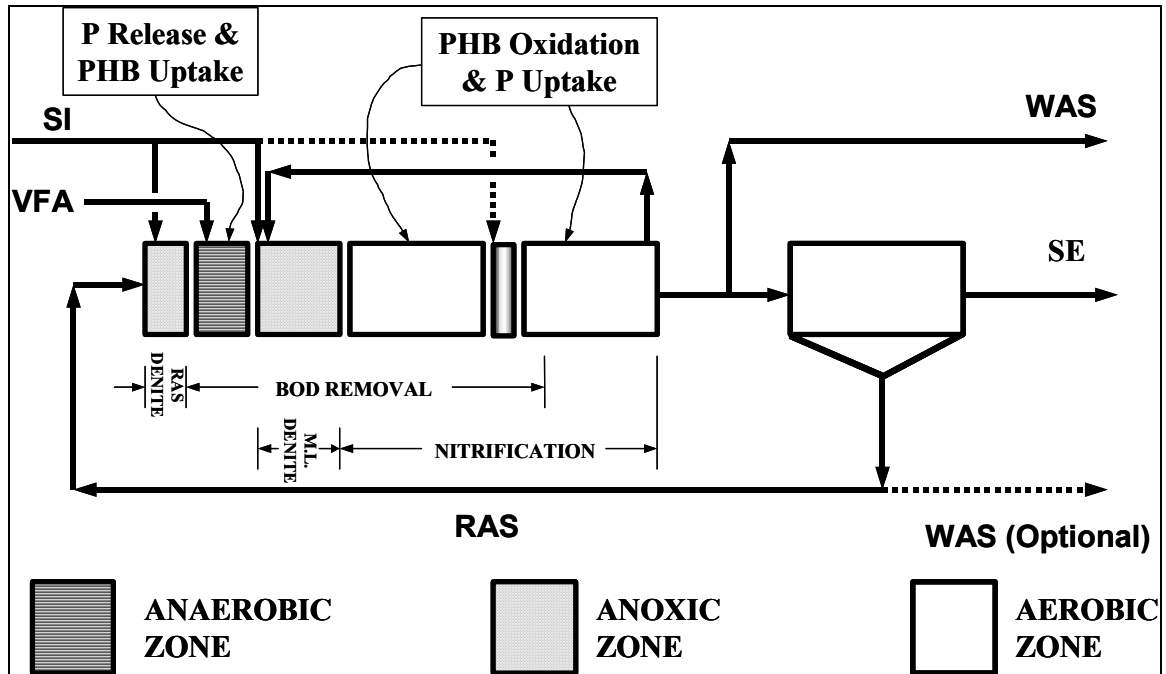 P Release &
PHB Uptake
PHB Oxidation
& P Uptake
SI
WAS
VFA
SE
RAS
DENITE
BOD REMOVAL
M.L.
DENITE
NITRIFICATION
RAS
WAS (Optional)
ANAEROBIC
ZONE
ANOXIC
ZONE
AEROBIC
ZONE